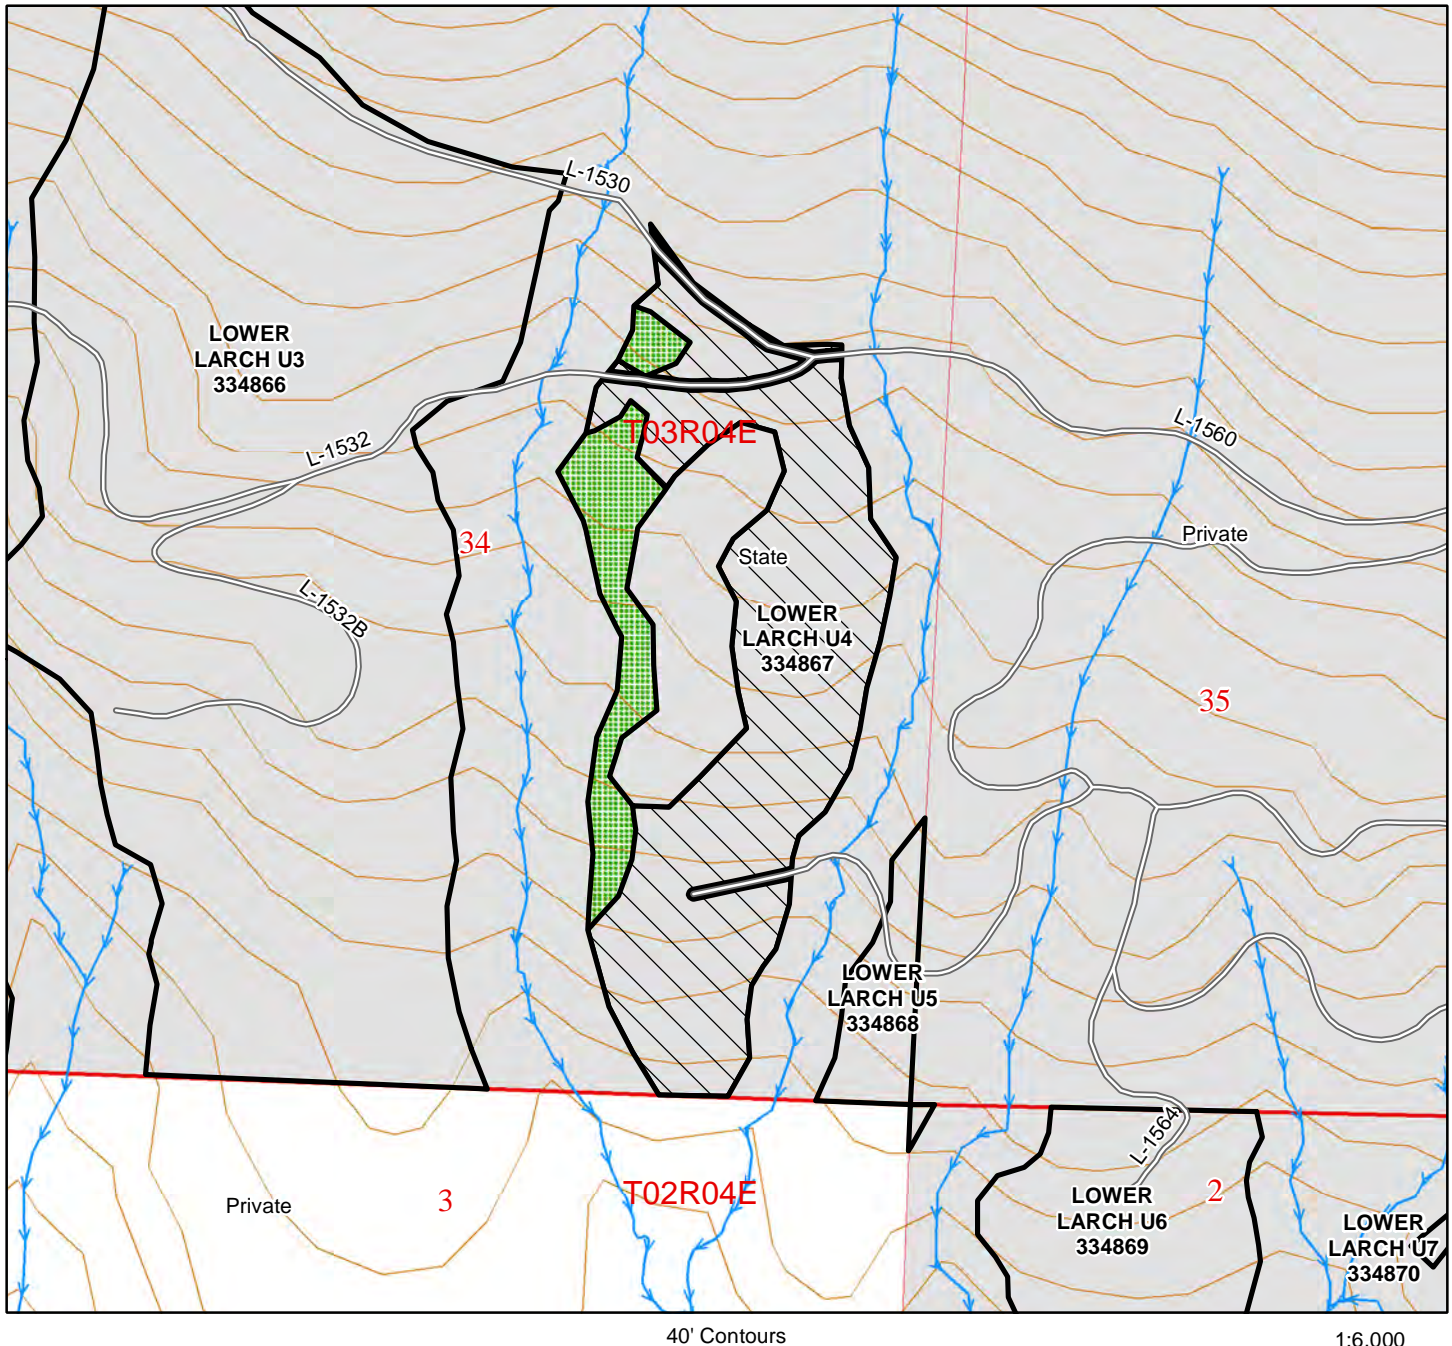 L-1530
LOWER
LARCH U3
334866
L-1560
T03R04E
L-1532
34
Private
State
L-1532B
LOWER
LARCH U4
334867
35
LOWER
LARCH U5
334868
L-1564
Private
3
T02R04E
2
LOWER
LARCH U6
334869
LOWER
LARCH U7
334870
40' Contours
1:6,000